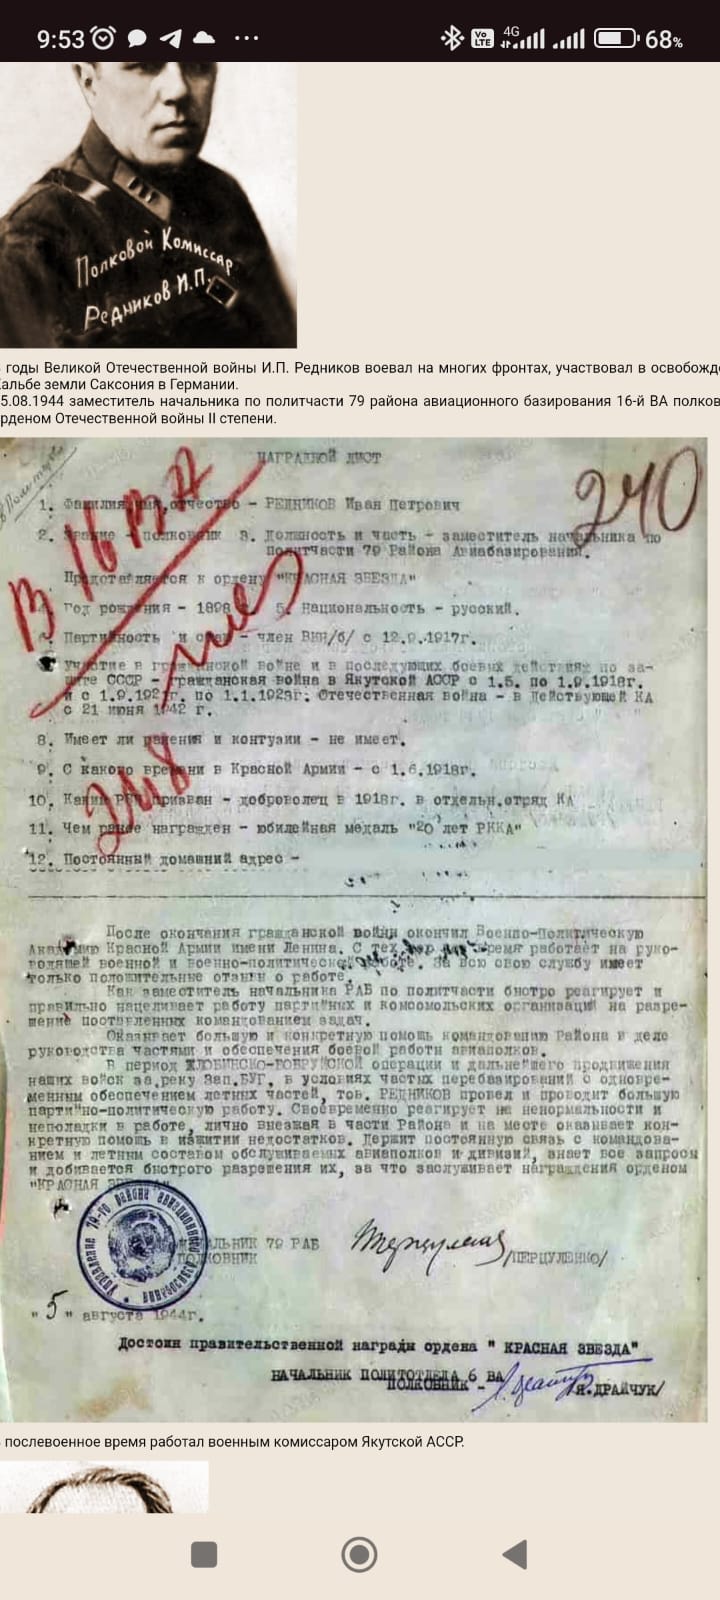 9:53
4G
68%
Полковой Комиссар
Редников И.П.
годы Великой Отечественной войны И.П. Редников воевал на многих фронтах, участвовал в освобожд
альбе земли Саксония в Германии.
5.08.1944 заместитель начальника по политчасти 79 района авиационного базирования 16-й ВА полков
рденом Отечественной войны II степени.
НАГРАДНОЙ ЛИСТ
240
В 16 ВА
1. Фамилия, имя, отчество – РЕДНИКОВ Иван Петрович
2. Звание – полковник 3. Должность и часть – заместитель начальника по
политчасти 79 Района Авиабазирования.
Представляется к ордену "КРАСНАЯ ЗВЕЗДА"
Год рождения – 1898 5. Национальность – русский.
Партийность и – член ВКП/б/ с 12.9.1917г.
Участие в гражданской войне и в последующих боевых действиях по за-
щите СССР – гражданская война в Якутской АССР с 1.5. по 1.9.1918г.
и с 1.9.1921г. по 1.1.1923г; Отечественная война – в Действующей КА
с 21 июня 1942 г.
8. Имеет ли ранения и контузии – не имеет.
9. С каково времени в Красной Армии – с 1.6.1918г.
10. Каким РВК призван – доброволец в 1918г. в отдельн.отряд КА
11. Чем ранее награжден – юбилейная медаль "20 лет РККА"
12. Постоянный домашний адрес –
После окончания гражданской войны окончил Военно-Политическую
Академию Красной Армии имени Ленина. С тех пор время работает на руко-
водящей военной и военно-политической работе. За всю свою службу имеет
только положительные отзывы о работе.
Как заместитель начальника РАБ по политчасти быстро реагирует и
правильно нацеливает работу партийных и комсомольских организаций на разре-
шение поставленных командованием задач.
Оказывает большую и конкретную помощь командованию Района в деле
руководства частями и обеспечения боевой работы авиаполков.
В период ЖЛОБИНСКО-БОБРУЙСКОЙ операции и дальнейшего продвижения
наших войск за реку Зап.БУГ, в условиях частых перебазирований с одновре-
менным обеспечением летных частей, тов. РЕДНИКОВ провел и проводит большую
партийно-политическую работу. Своевременно реагирует на ненормальности и
неполадки в работе, лично выезжая в части Района и на месте оказывает кон-
кретную помощь в изжитии недостатков. Держит постоянную связь с командова-
нием и летным составом обслуживаемых авиаполков и дивизий, знает все запросы
и добивается быстрого разрешения их, за что заслуживает награждения орденом
"КРАСНАЯ ЗВЕЗДА"
НАЧАЛЬНИК 79 РАБ
ПОЛКОВНИК /ПЕРЦУЛЕНКО/
"5" августа 1944г.
Достоин правительственной награды ордена " КРАСНАЯ ЗВЕЗДА"
НАЧАЛЬНИК ПОЛИТОТДЕЛА 6 ВА
ПОЛКОВНИК – /Я.ДРАЙЧУК/
послевоенное время работал военным комиссаром Якутской АССР.